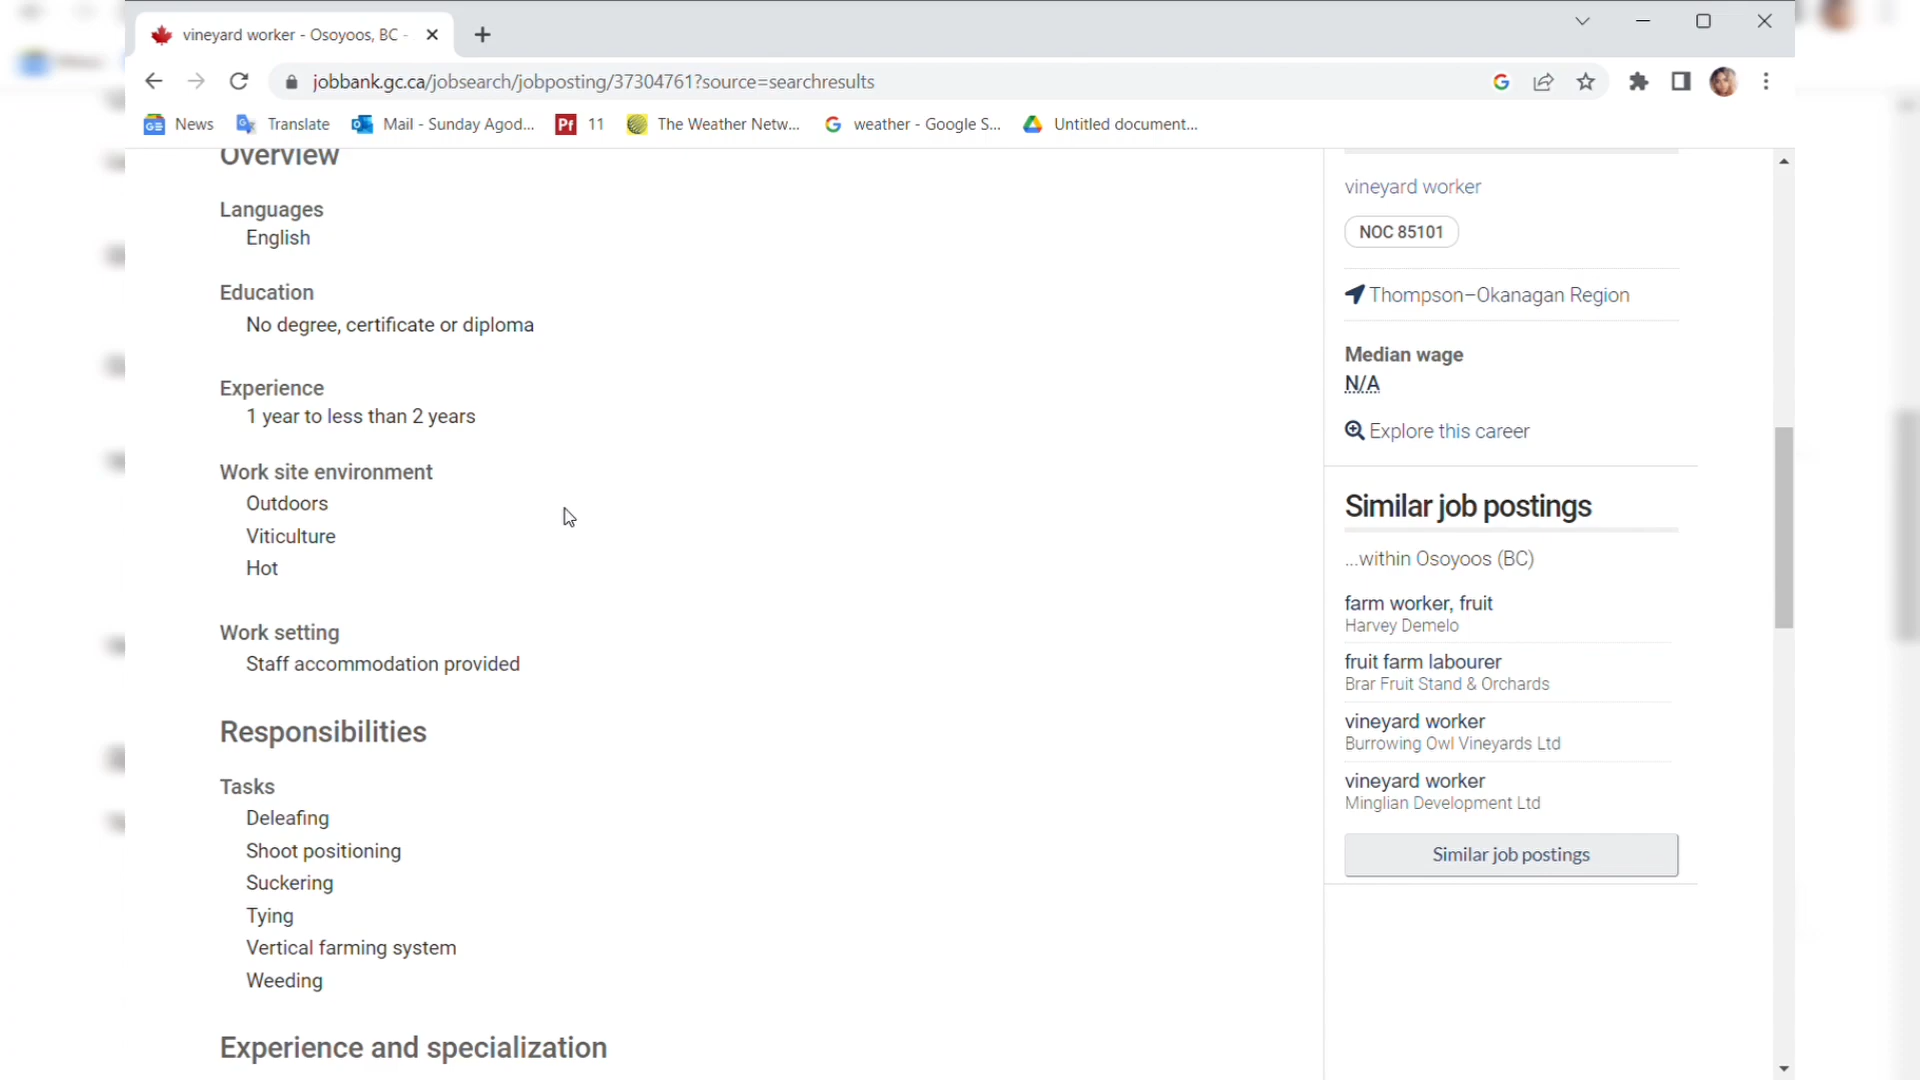 vineyard worker - Osoyoos, BC -
jobbank.gc.ca/jobsearch/jobposting/37304761?source=searchresults
News
Translate
Mail - Sunday Agod...
Pf 11
The Weather Netw...
weather - Google S...
Untitled document...
Overview
Languages
English
Education
No degree, certificate or diploma
Experience
1 year to less than 2 years
Work site environment
Outdoors
Viticulture
Hot
Work setting
Staff accommodation provided
Responsibilities
Tasks
Deleafing
Shoot positioning
Suckering
Tying
Vertical farming system
Weeding
Experience and specialization
vineyard worker
NOC 85101
Thompson–Okanagan Region
Median wage
N/A
Explore this career
Similar job postings
...within Osoyoos (BC)
farm worker, fruit
Harvey Demelo
fruit farm labourer
Brar Fruit Stand & Orchards
vineyard worker
Burrowing Owl Vineyards Ltd
vineyard worker
Minglian Development Ltd
Similar job postings